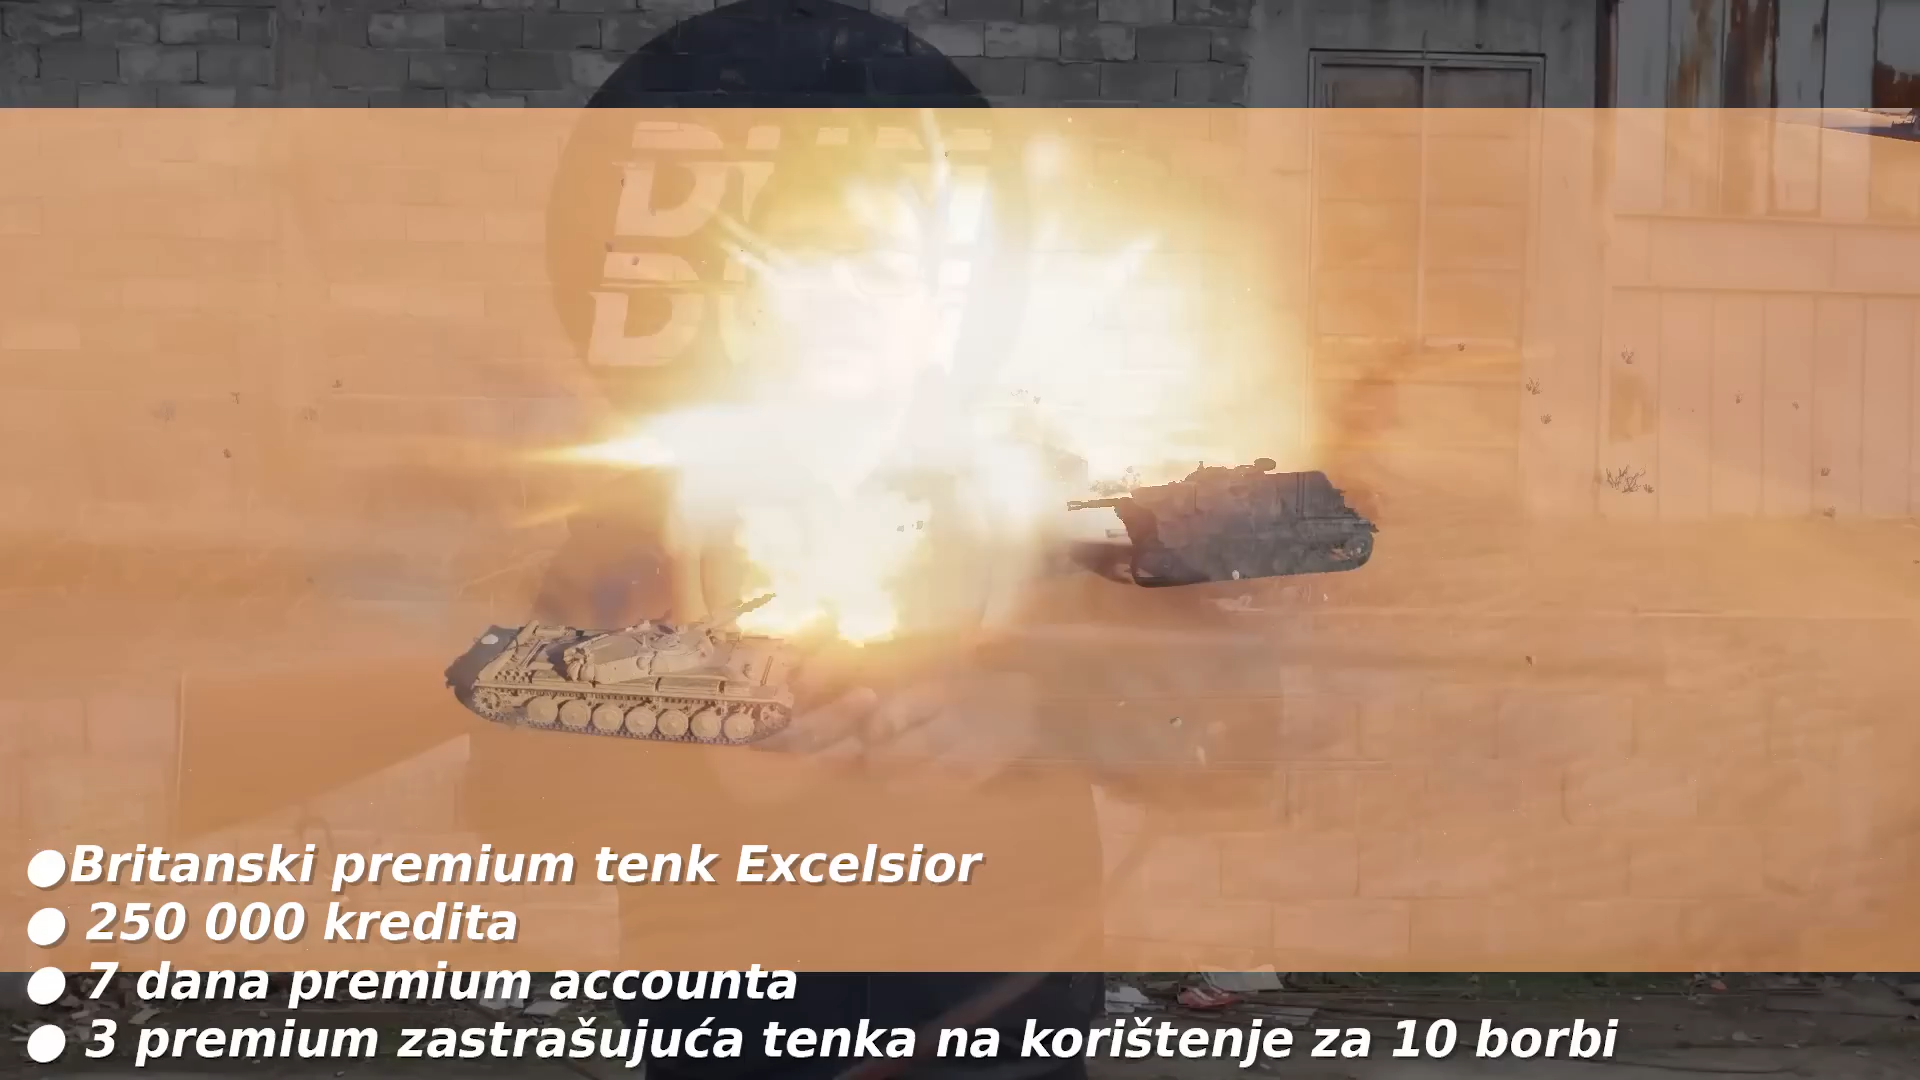 ●Britanski premium tenk Excelsior
● 250 000 kredita
● 7 dana premium accounta
● 3 premium zastrašujuća tenka na korištenje za 10 borbi